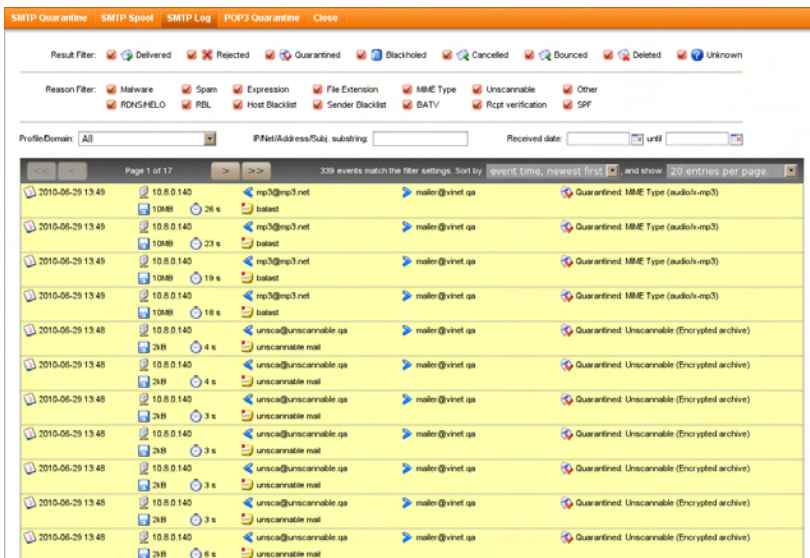 SMTP Quarantine SMTP Spool SMTP Log POP3 Quarantine Close
Result Filter: Delivered Rejected Quarantined Blackholed Cancelled Bounced Deleted Unknown
Reason Filter: Malware Spam Expression File Extension MIME Type Unscannable Other
RDNS/HELO RBL Host Blacklist Sender Blacklist BATV Rcpt verification SPF
Profile/Domain: All IP/Net/Address/Subj. substring: Received date: until
<< < Page 1 of 17 > >> 339 events match the filter settings. Sort by event time, newest first , and show 20 entries per page.
2010-06-29 13:49 10.8.0.140 mp3@mp3.net mailer@vinet.qa Quarantined: MIME Type (audio/x-mp3)
10MB 26 s balast
2010-06-29 13:49 10.8.0.140 mp3@mp3.net mailer@vinet.qa Quarantined: MIME Type (audio/x-mp3)
10MB 23 s balast
2010-06-29 13:49 10.8.0.140 mp3@mp3.net mailer@vinet.qa Quarantined: MIME Type (audio/x-mp3)
10MB 19 s balast
2010-06-29 13:49 10.8.0.140 mp3@mp3.net mailer@vinet.qa Quarantined: MIME Type (audio/x-mp3)
10MB 18 s balast
2010-06-29 13:48 10.8.0.140 unsca@unscannable.qa mailer@vinet.qa Quarantined: Unscannable (Encrypted archive)
2kB 4 s unscannable mail
2010-06-29 13:48 10.8.0.140 unsca@unscannable.qa mailer@vinet.qa Quarantined: Unscannable (Encrypted archive)
2kB 4 s unscannable mail
2010-06-29 13:48 10.8.0.140 unsca@unscannable.qa mailer@vinet.qa Quarantined: Unscannable (Encrypted archive)
2kB 3 s unscannable mail
2010-06-29 13:48 10.8.0.140 unsca@unscannable.qa mailer@vinet.qa Quarantined: Unscannable (Encrypted archive)
2kB 3 s unscannable mail
2010-06-29 13:48 10.8.0.140 unsca@unscannable.qa mailer@vinet.qa Quarantined: Unscannable (Encrypted archive)
2kB 3 s unscannable mail
2010-06-29 13:48 10.8.0.140 unsca@unscannable.qa mailer@vinet.qa Quarantined: Unscannable (Encrypted archive)
2kB 3 s unscannable mail
2010-06-29 13:48 10.8.0.140 unsca@unscannable.qa mailer@vinet.qa Quarantined: Unscannable (Encrypted archive)
2kB 6 s unscannable mail